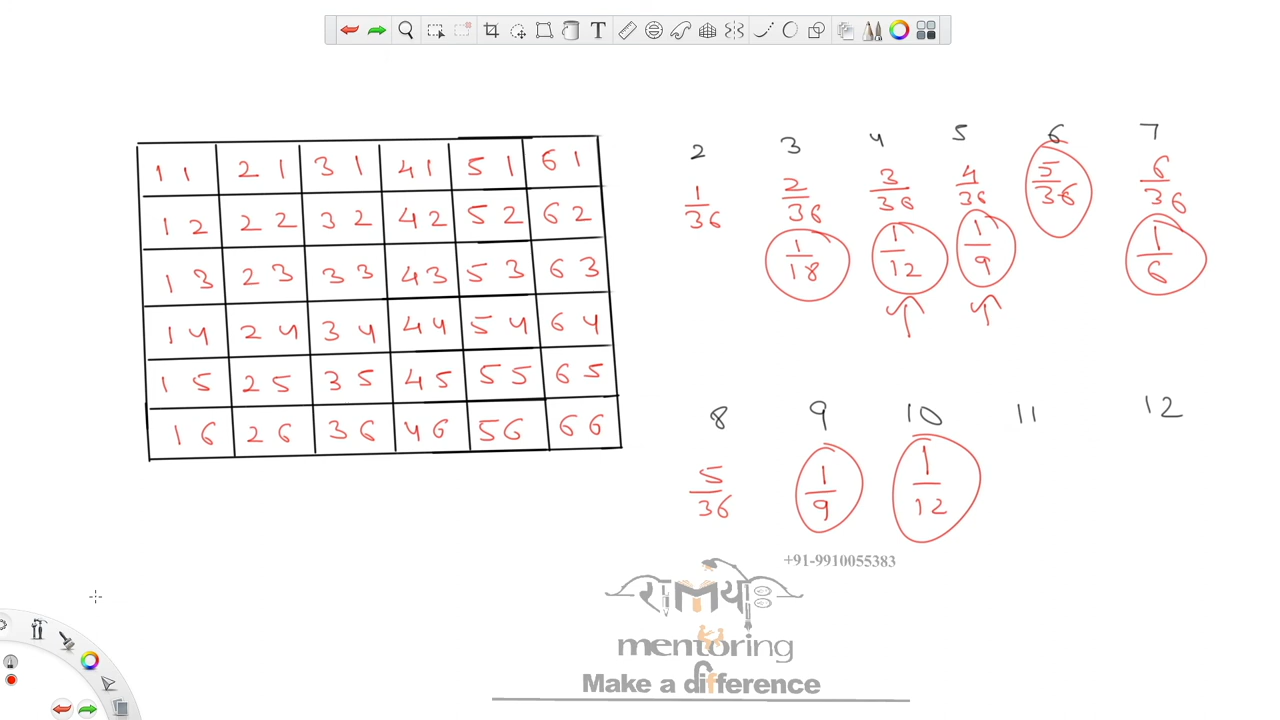 1 1 2 1 3 1 4 1 5 1 6 1
1 2 2 2 3 2 4 2 5 2 6 2
1 3 2 3 3 3 4 3 5 3 6 3
1 4 2 4 3 4 4 4 5 4 6 4
1 5 2 5 3 5 4 5 5 5 6 5
1 6 2 6 3 6 4 6 5 6 6 6
2 3 4 5 6 7
1/36 2/36 3/36 4/36 5/36 6/36
1/18 1/12 1/9 1/6
8 9 10 11 12
5/36 1/9 1/12
+91-9910055383
राम्या
mentoring
Make a difference